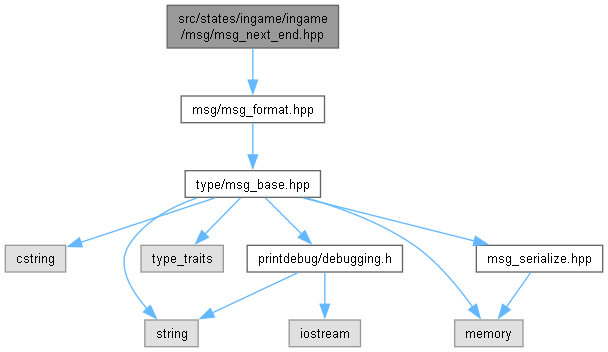 src/states/ingame/ingame
/msg/msg_next_end.hpp
msg/msg_format.hpp
type/msg_base.hpp
cstring
type_traits
printdebug/debugging.h
msg_serialize.hpp
string
iostream
memory